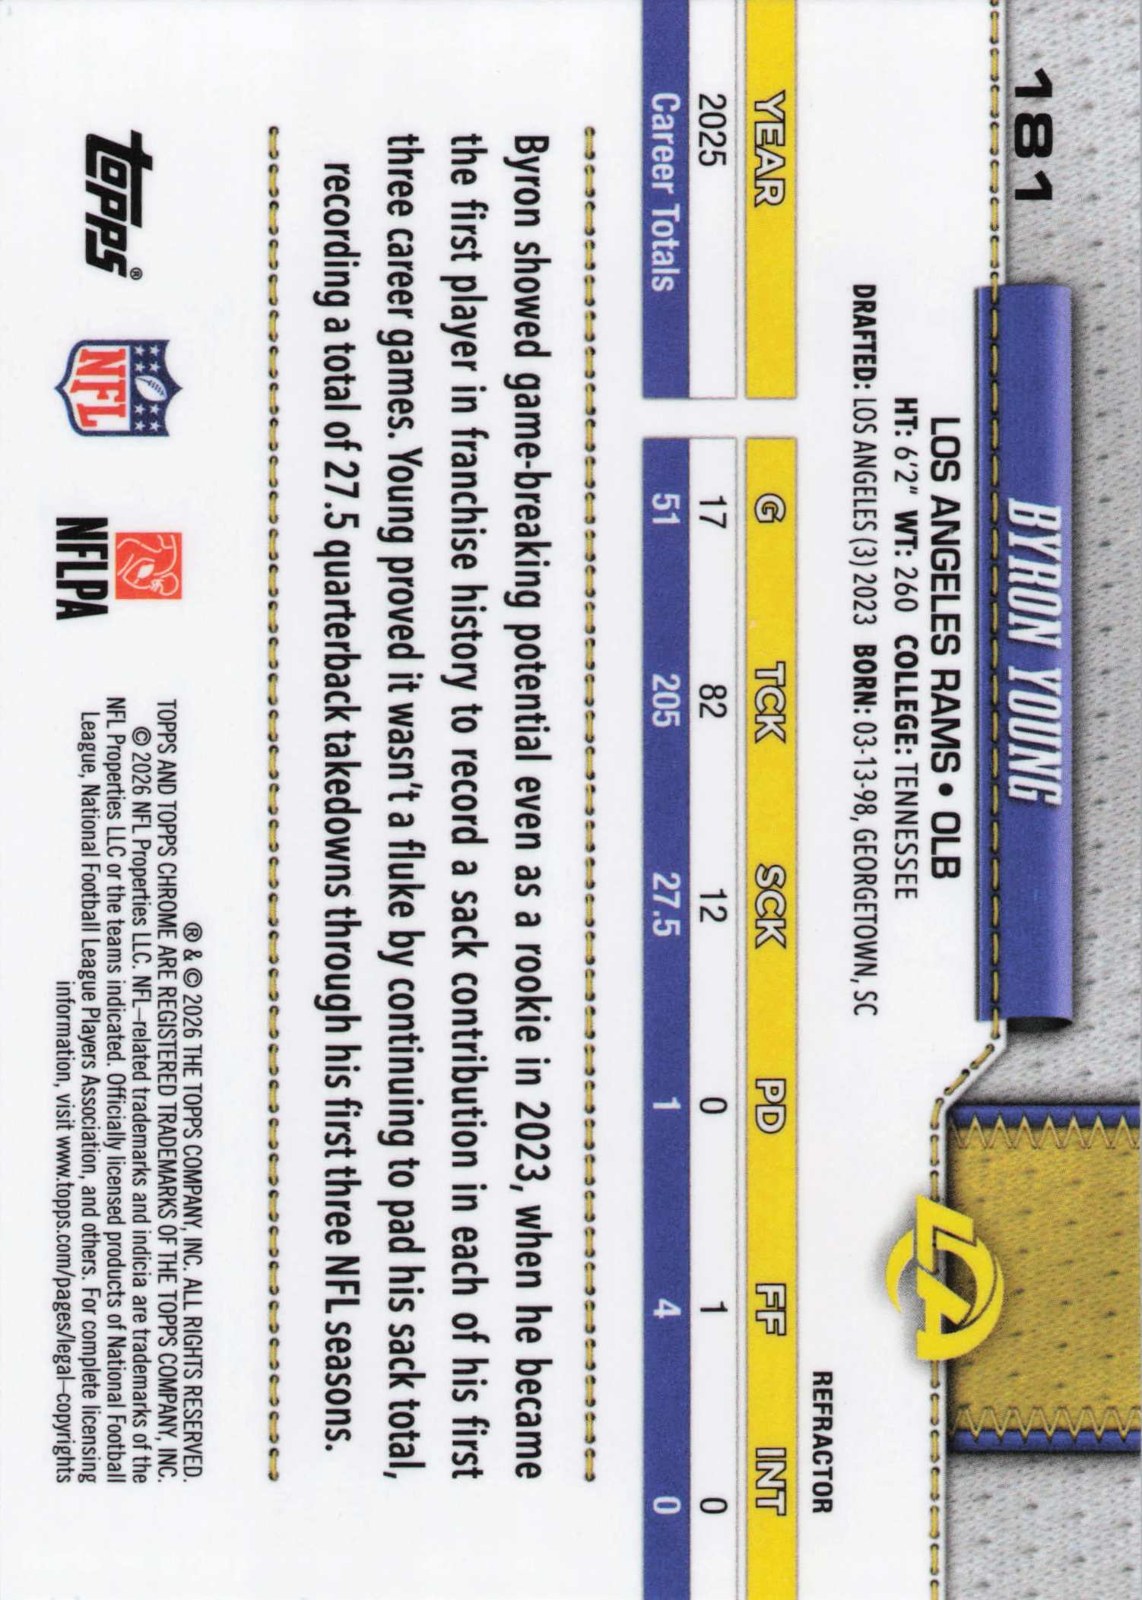 181
BYRON YOUNG
LOS ANGELES RAMS • OLB
HT: 6'2" WT: 260 COLLEGE: TENNESSEE
DRAFTED: LOS ANGELES (3) 2023 BORN: 03-13-98, GEORGETOWN, SC
LA
REFRACTOR
YEAR G TCK SCK PD FF INT
2025 17 82 12 0 1 0
Career Totals 51 205 27.5 1 4 0
Byron showed game-breaking potential even as a rookie in 2023, when he became
the first player in franchise history to record a sack contribution in each of his first
three career games. Young proved it wasn't a fluke by continuing to pad his sack total,
recording a total of 27.5 quarterback takedowns through his first three NFL seasons.
topps®
NFL
NFLPA
® & © 2026 THE TOPPS COMPANY, INC. ALL RIGHTS RESERVED.
TOPPS AND TOPPS CHROME ARE REGISTERED TRADEMARKS OF THE TOPPS COMPANY, INC.
© 2026 NFL Properties LLC. NFL–related trademarks and indicia are trademarks of the
NFL Properties LLC or the teams indicated. Officially licensed products of National Football
League, National Football League Players Association, and others. For complete licensing
information, visit www.topps.com/pages/legal–copyrights